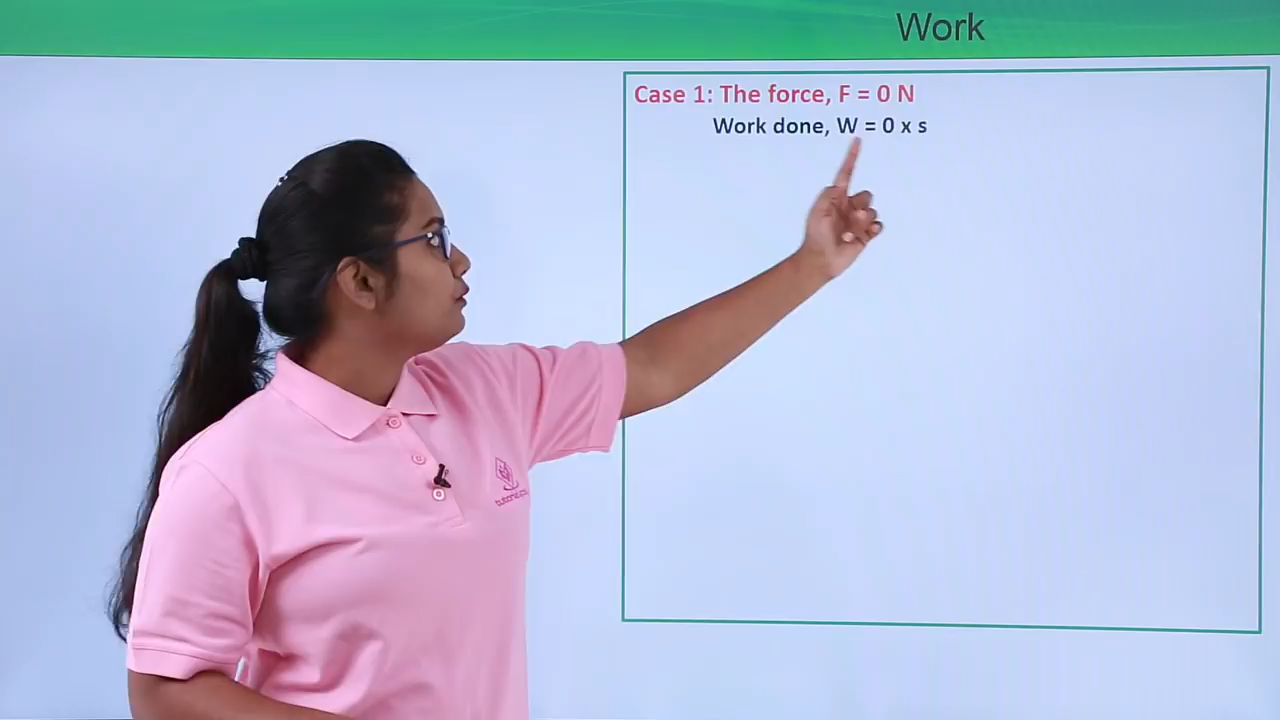 Work
Case 1: The force, F = 0 N
Work done, W = 0 x s